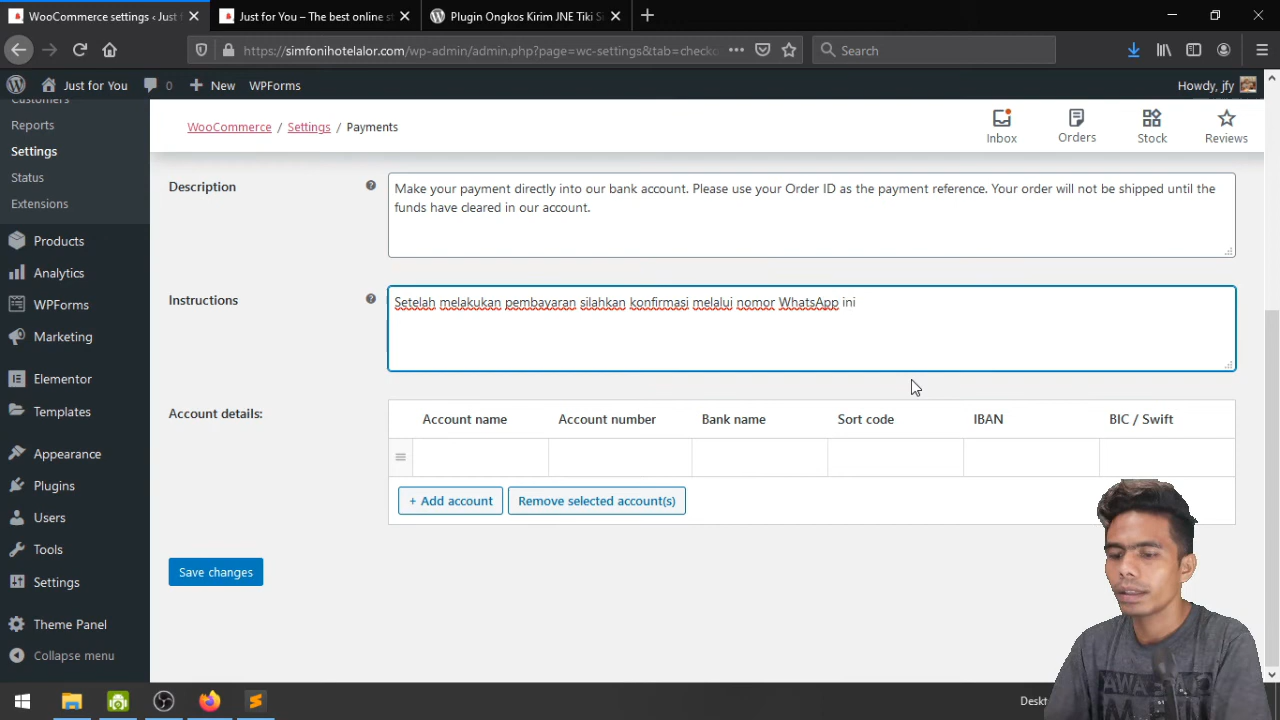 WooCommerce settings ‹ Just f
Just for You – The best online st
Plugin Ongkos Kirim JNE Tiki S
https://simfonihotelalor.com/wp-admin/admin.php?page=wc-settings&tab=checko
Search
Just for You
0
New
WPForms
Howdy, jfy
Customers
Reports
Settings
Status
Extensions
Products
Analytics
WPForms
Marketing
Elementor
Templates
Appearance
Plugins
Users
Tools
Settings
Theme Panel
Collapse menu
WooCommerce / Settings / Payments
Inbox
Orders
Stock
Reviews
Description
Make your payment directly into our bank account. Please use your Order ID as the payment reference. Your order will not be shipped until the
funds have cleared in our account.
Instructions
Setelah melakukan pembayaran silahkan konfirmasi melalui nomor WhatsApp ini
Account details:
Account name
Account number
Bank name
Sort code
IBAN
BIC / Swift
+ Add account
Remove selected account(s)
Save changes
Deskt
AWESOME